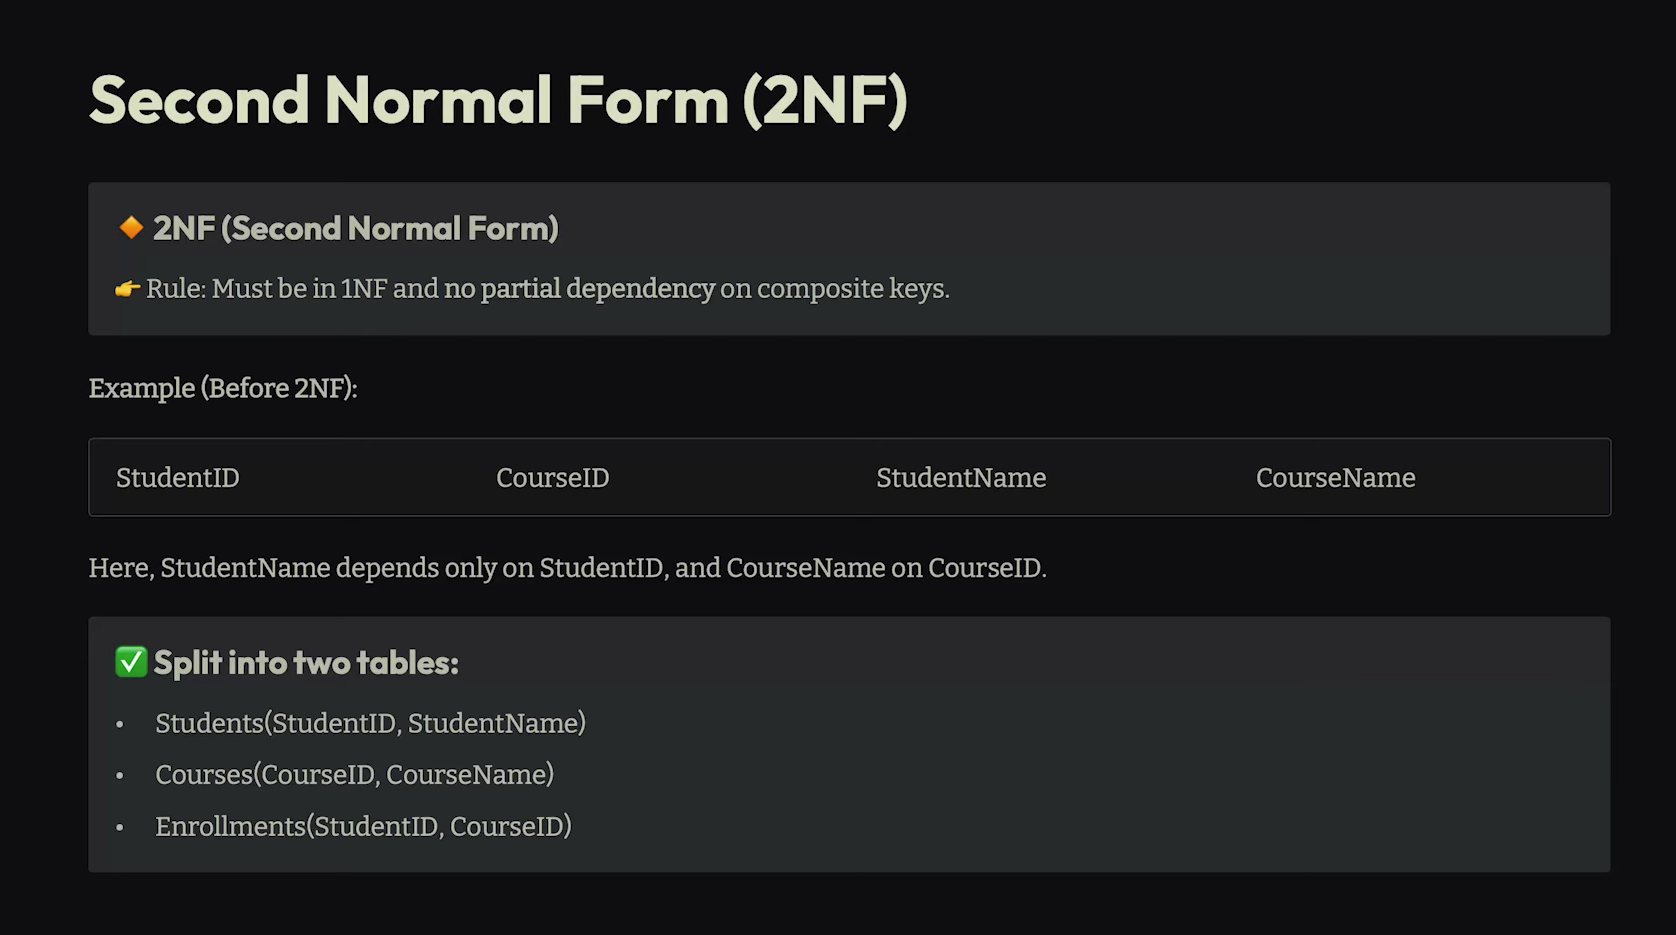 Second Normal Form (2NF)
🔶 2NF (Second Normal Form)
👉 Rule: Must be in 1NF and no partial dependency on composite keys.
Example (Before 2NF):
StudentID CourseID StudentName CourseName
Here, StudentName depends only on StudentID, and CourseName on CourseID.
✅ Split into two tables:
• Students(StudentID, StudentName)
• Courses(CourseID, CourseName)
• Enrollments(StudentID, CourseID)